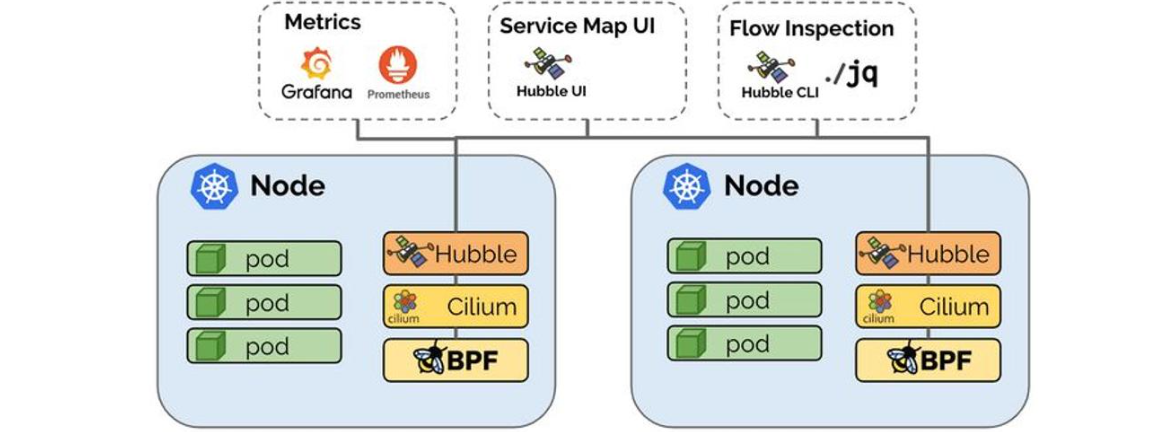 Metrics
Grafana
Prometheus
Service Map UI
Hubble UI
Flow Inspection
Hubble CLI
./jq
Node
pod
pod
pod
Hubble
cilium
Cilium
BPF
Node
pod
pod
pod
Hubble
cilium
Cilium
BPF